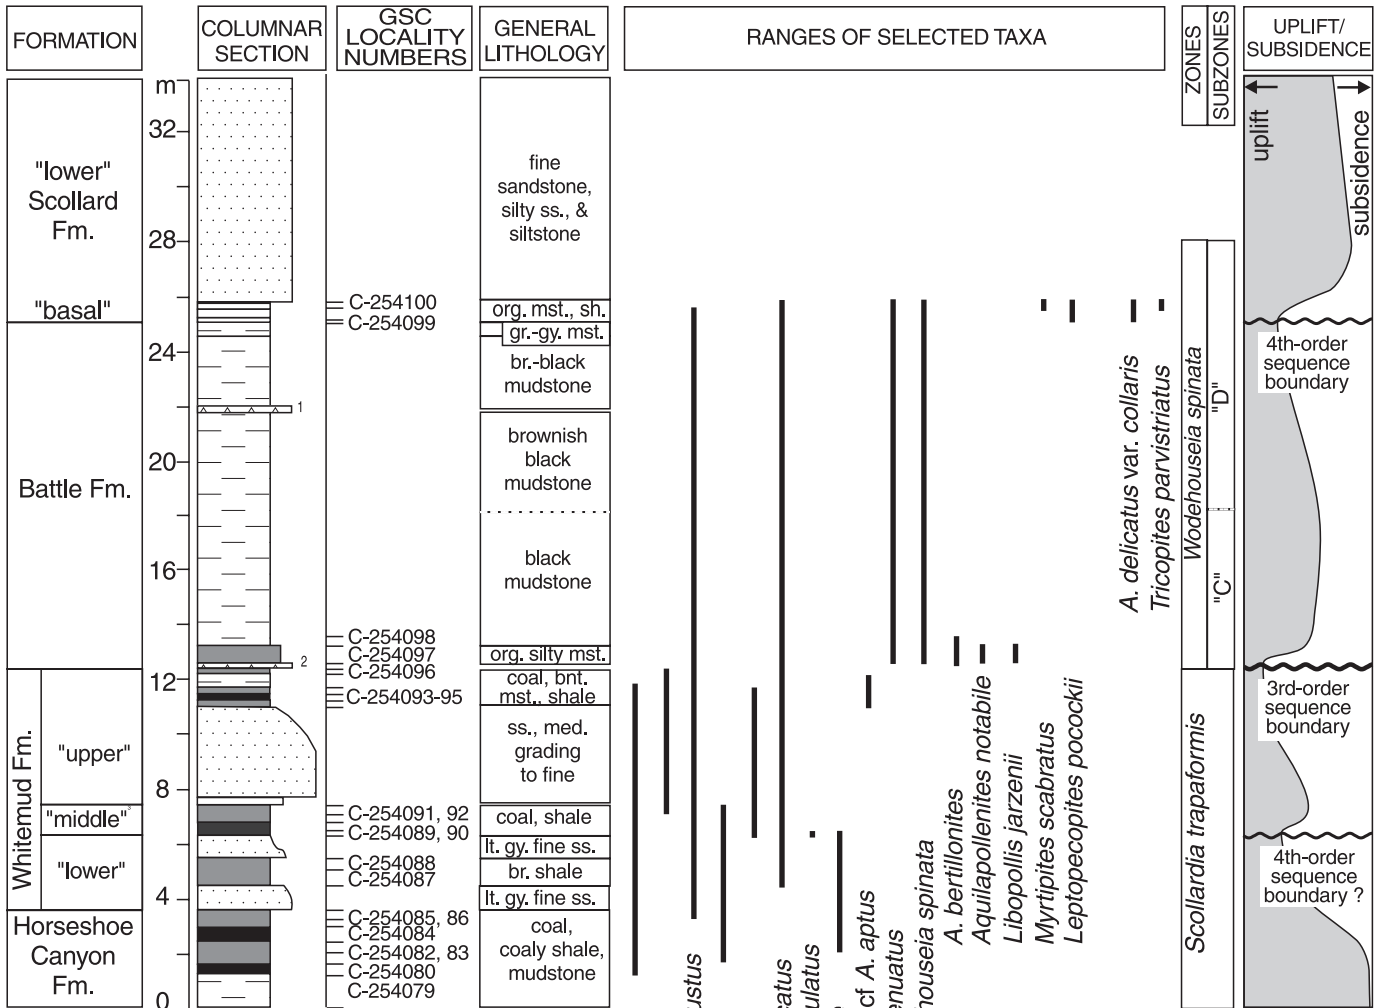 FORMATION
COLUMNAR
SECTION
GSC
LOCALITY
NUMBERS
GENERAL
LITHOLOGY
RANGES OF SELECTED TAXA
ZONES
SUBZONES
UPLIFT/
SUBSIDENCE
"lower"
Scollard
Fm.
"basal"
Battle Fm.
Whitemud Fm.
"upper"
"middle"
"lower"
Horseshoe
Canyon
Fm.
m
32
28
24
20
16
12
8
4
0
1
2
C-254100
C-254099
C-254098
C-254097
C-254096
C-254093-95
C-254091, 92
C-254089, 90
C-254088
C-254087
C-254085, 86
C-254084
C-254082, 83
C-254080
C-254079
fine
sandstone,
silty ss., &
siltstone
org. mst., sh.
gr.-gy. mst.
br.-black
mudstone
brownish
black
mudstone
black
mudstone
org. silty mst.
coal, bnt.
mst., shale
ss., med.
grading
to fine
coal, shale
lt. gy. fine ss.
br. shale
lt. gy. fine ss.
coal,
coaly shale,
mudstone
cf A. aptus
spinata
A. bertillonites
Aquilapollenites notabile
Libopollis jarzenii
Myrtipites scabratus
Leptopecopites pocockii
A. delicatus var. collaris
Tricopites parvistriatus
Wodehouseia spinata
Scollardia trapaformis
"D"
"C"
uplift
subsidence
4th-order
sequence
boundary
3rd-order
sequence
boundary
4th-order
sequence
boundary ?